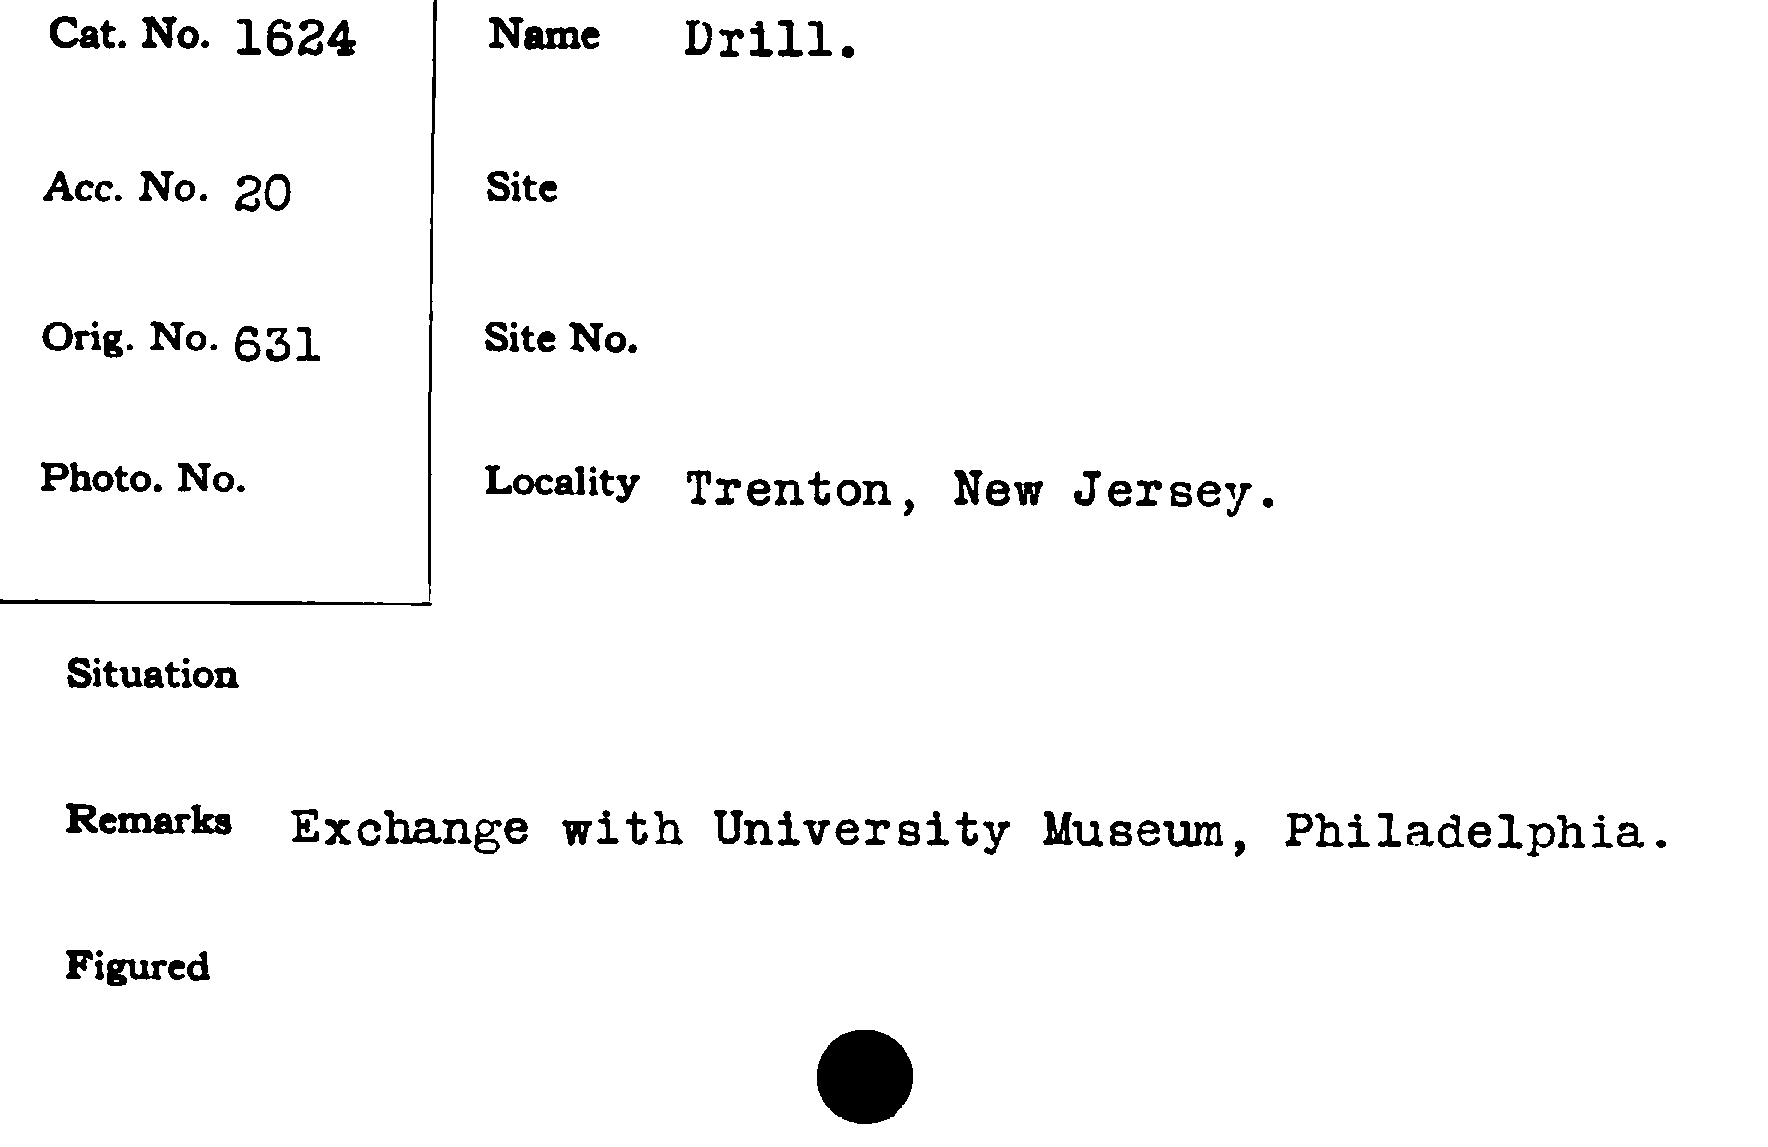 Cat. No. 1624
Acc. No. 20
Orig. No. 631
Photo. No.
Name Drill.
Site
Site No.
Locality Trenton, New Jersey.
Situation
Remarks Exchange with University Museum, Philadelphia.
Figured